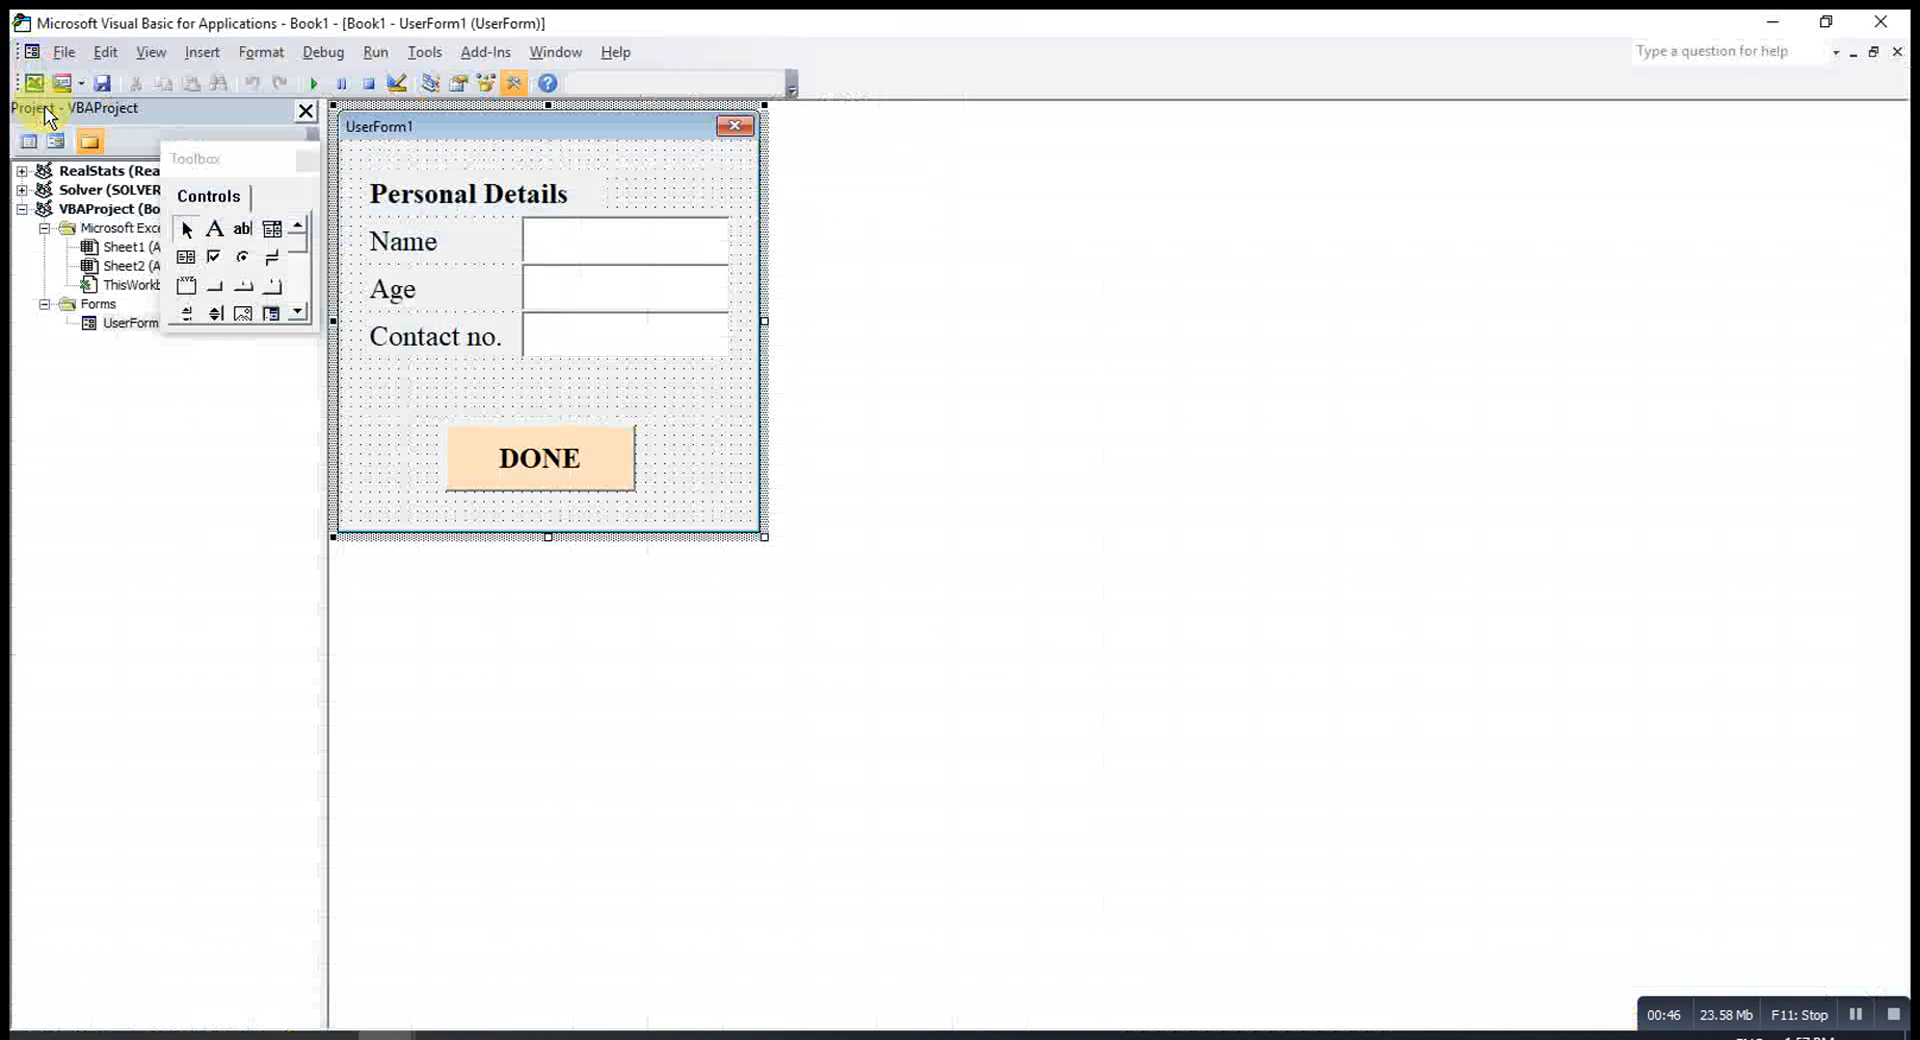 Microsoft Visual Basic for Applications - Book1 - [Book1 - UserForm1 (UserForm)]
File Edit View Insert Format Debug Run Tools Add-Ins Window Help
Type a question for help
Project - VBAProject
Toolbox
Controls
A ab
RealStats (Rea
Solver (SOLVER
VBAProject (Bo
Microsoft Exce
Sheet1 (A
Sheet2 (A
ThisWorkb
Forms
UserForm
UserForm1
Personal Details
Name
Age
Contact no.
DONE
00:46 23.58 Mb F11: Stop